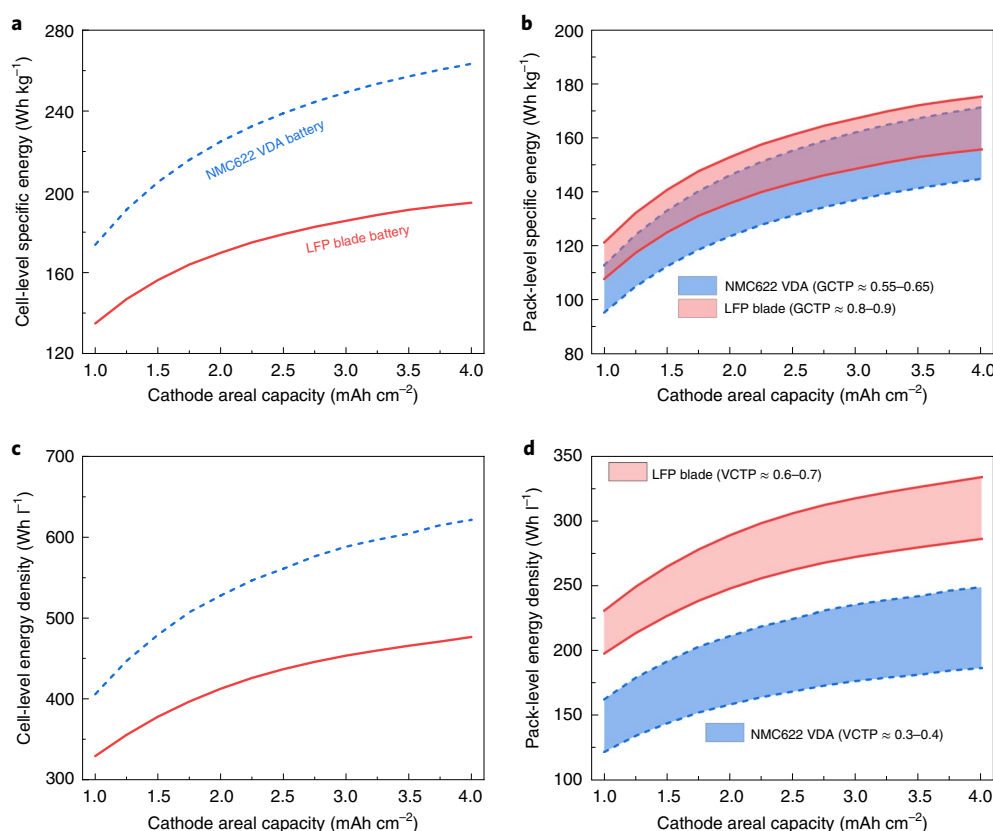 a
Cell-level specific energy (Wh kg⁻¹)
280
240
200
160
120
NMC622 VDA battery
LFP blade battery
1.0 1.5 2.0 2.5 3.0 3.5 4.0
Cathode areal capacity (mAh cm⁻²)
b
Pack-level specific energy (Wh kg⁻¹)
200
180
160
140
120
100
80
NMC622 VDA (GCTP ≈ 0.55–0.65)
LFP blade (GCTP ≈ 0.8–0.9)
1.0 1.5 2.0 2.5 3.0 3.5 4.0
Cathode areal capacity (mAh cm⁻²)
c
Cell-level energy density (Wh l⁻¹)
700
600
500
400
300
1.0 1.5 2.0 2.5 3.0 3.5 4.0
Cathode areal capacity (mAh cm⁻²)
d
Pack-level energy density (Wh l⁻¹)
350
300
250
200
150
100
LFP blade (VCTP ≈ 0.6–0.7)
NMC622 VDA (VCTP ≈ 0.3–0.4)
1.0 1.5 2.0 2.5 3.0 3.5 4.0
Cathode areal capacity (mAh cm⁻²)